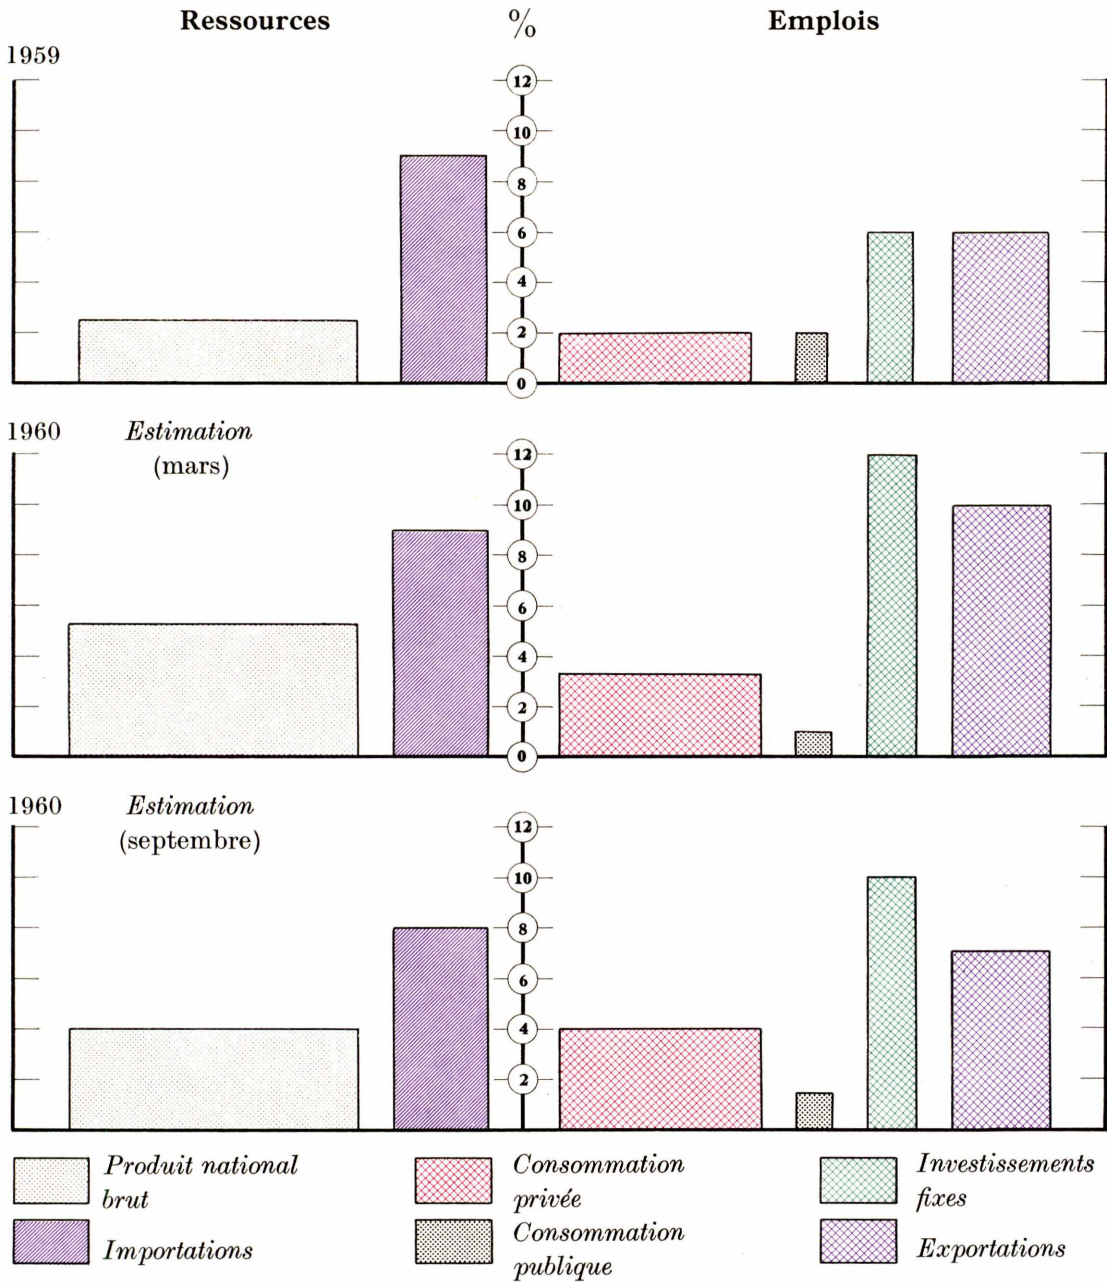 Ressources % Emplois
1959
12
10
8
6
4
2
0
1960 Estimation
(mars)
12
10
8
6
4
2
0
1960 Estimation
(septembre)
12
10
8
6
4
2
Produit national
brut
Importations
Consommation
privée
Consommation
publique
Investissements
fixes
Exportations